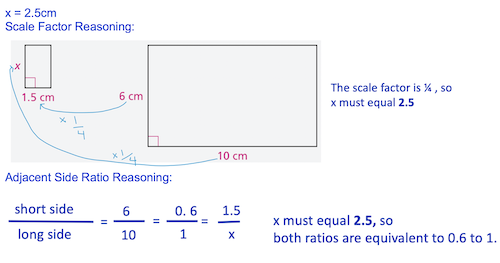 x = 2.5cm
Scale Factor Reasoning:
x
1.5 cm
6 cm
x 1/4
x 1/4
10 cm
The scale factor is ¼ , so
x must equal 2.5
Adjacent Side Ratio Reasoning:
short side / long side = 6 / 10 = 0. 6 / 1 = 1.5 / x
x must equal 2.5, so
both ratios are equivalent to 0.6 to 1.